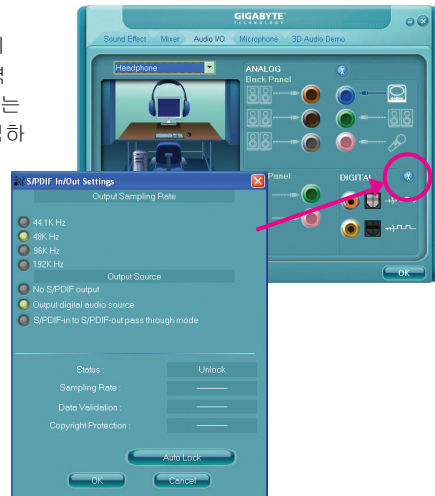 는
하
GIGABYTE
TECHNOLOGY
Sound Effect Mixer Audio I/O Microphone 3D Audio Demo
Headphone
ANALOG
Back Panel
Panel
DIGITAL
OK
S/PDIF In/Out Settings
Output Sampling Rate
44.1K Hz
48K Hz
96K Hz
192K Hz
Output Source
No S/PDIF output
Output digital audio source
S/PDIF-in to S/PDIF-out pass through mode
Status : Unlock
Sampling Rate :
Data Validation :
Copyright Protection :
Auto Lock
OK Cancel